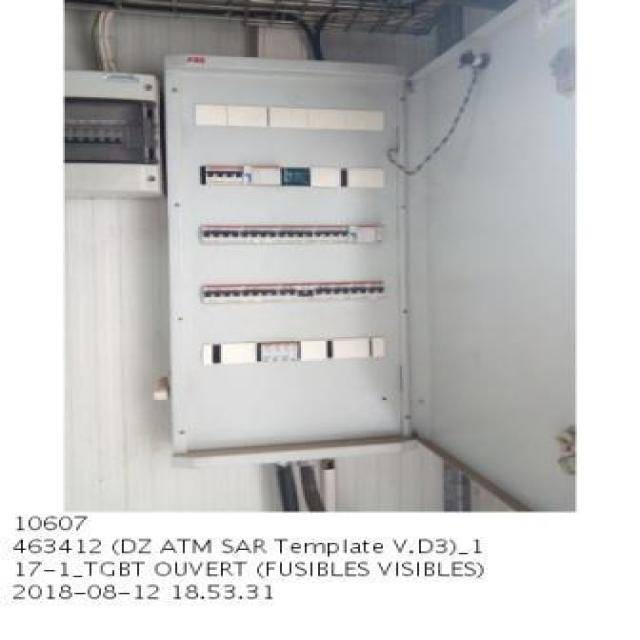 ABB
10607
463412 (DZ ATM SAR Template V.D3)_1
17-1_TGBT OUVERT (FUSIBLES VISIBLES)
2018-08-12 18.53.31